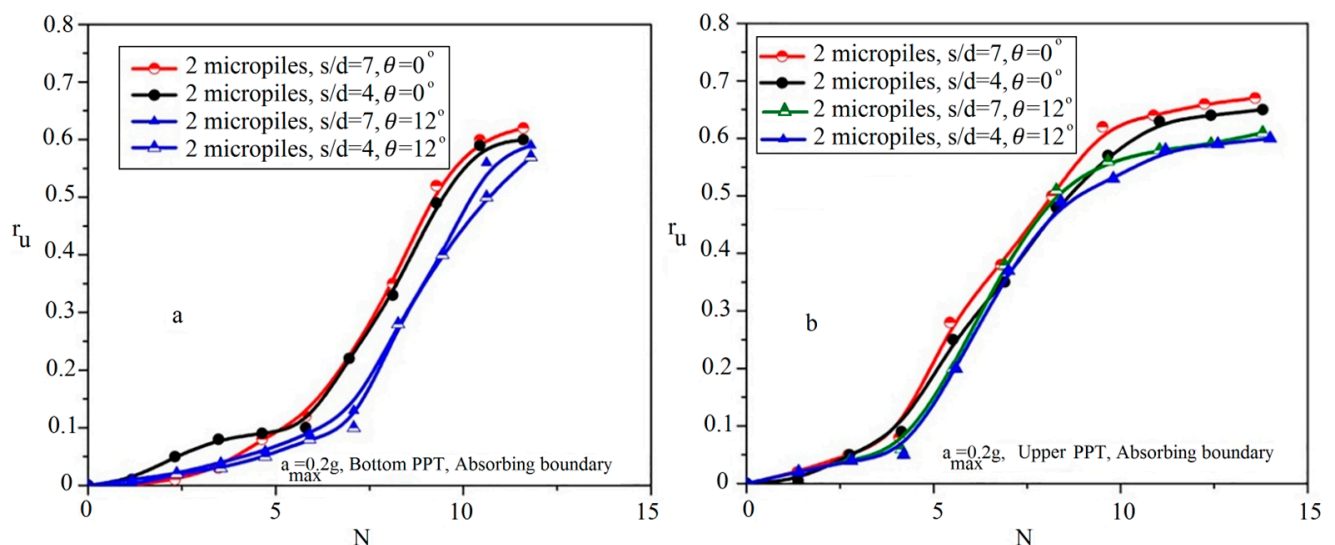 0.8
0.7
0.6
0.5
0.4
0.3
0.2
0.1
0
r u
2 micropiles, s/d=7, θ=0°
2 micropiles, s/d=4, θ=0°
2 micropiles, s/d=7, θ=12°
2 micropiles, s/d=4, θ=12°
a
a max =0.2g, Bottom PPT, Absorbing boundary
0 5 10 15
N
0.8
0.7
0.6
0.5
0.4
0.3
0.2
0.1
0
r u
2 micropiles, s/d=7, θ=0°
2 micropiles, s/d=4, θ=0°
2 micropiles, s/d=7, θ=12°
2 micropiles, s/d=4, θ=12°
b
a max =0.2g, Upper PPT, Absorbing boundary
0 5 10 15
N